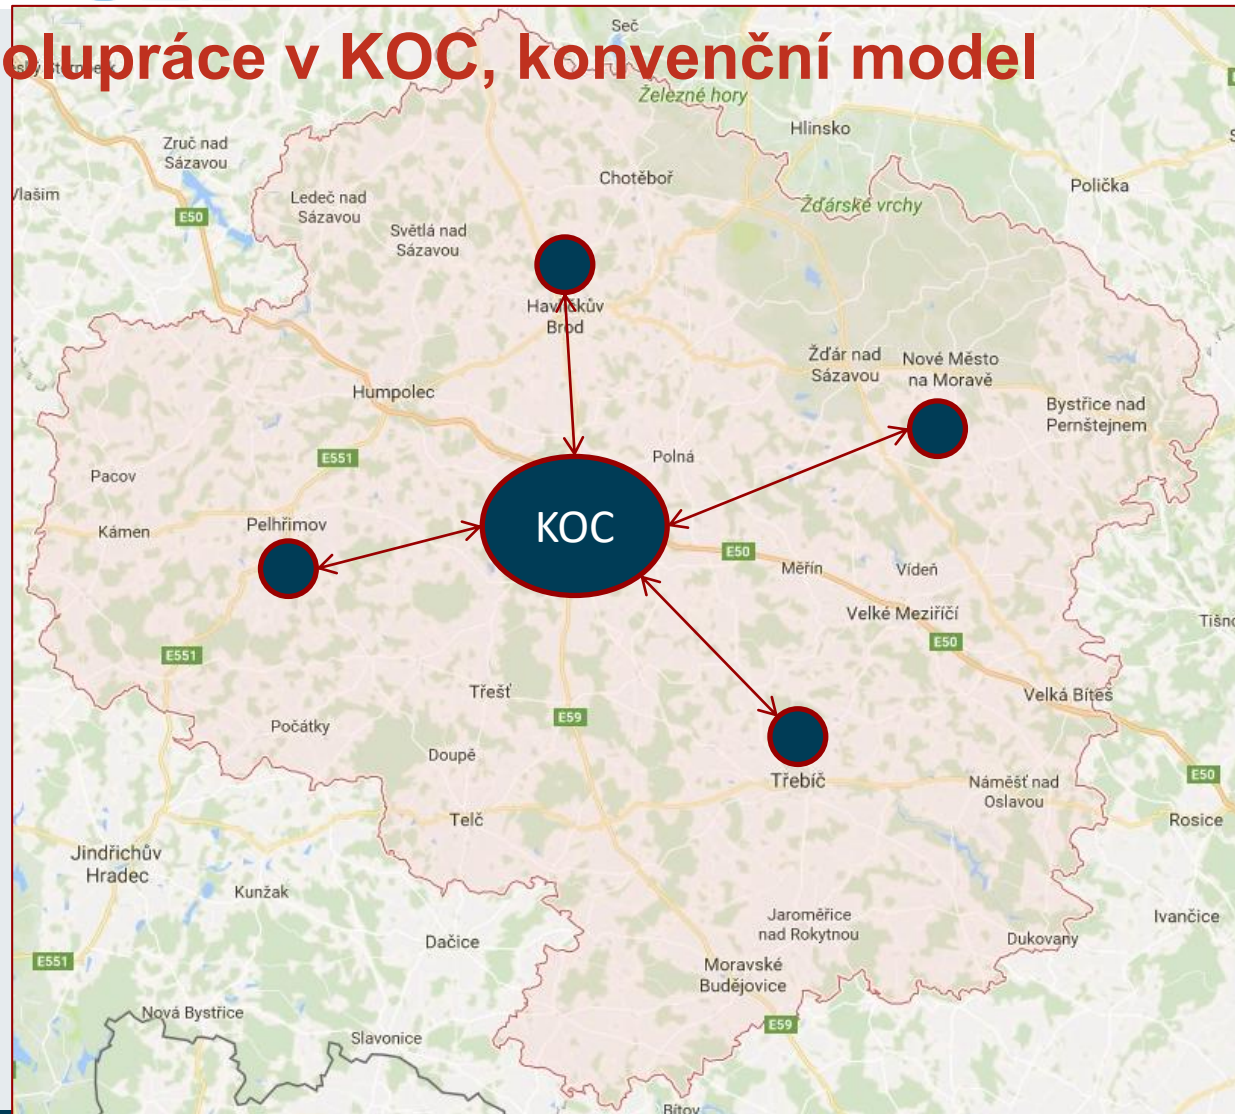 olupráce v KOC, konvenční model
Seč
Železné hory
Hlinsko
Zruč nad
Sázavou
Vlašim
Chotěboř
Polička
Ledeč nad
Sázavou
Žďárské vrchy
E50
Světlá nad
Sázavou
Brod
Žďár nad
Sázavou
Nové Město
na Moravě
Humpolec
Bystřice nad
Pernštejnem
E551
Polná
Pacov
Kámen
Pelhřimov
KOC
E50
Měřín
Vídeň
Velké Meziříčí
E50
E551
Třešť
Velká Bíteš
E59
Počátky
Doupě
Třebíč
E50
Náměšť nad
Oslavou
Telč
Rosice
Jindřichův
Hradec
Kunžak
Jaroměřice
nad Rokytnou
Ivančice
Dačice
Dukovany
E551
Moravské
Budějovice
Nová Bystřice
E59
Slavonice
Bítov